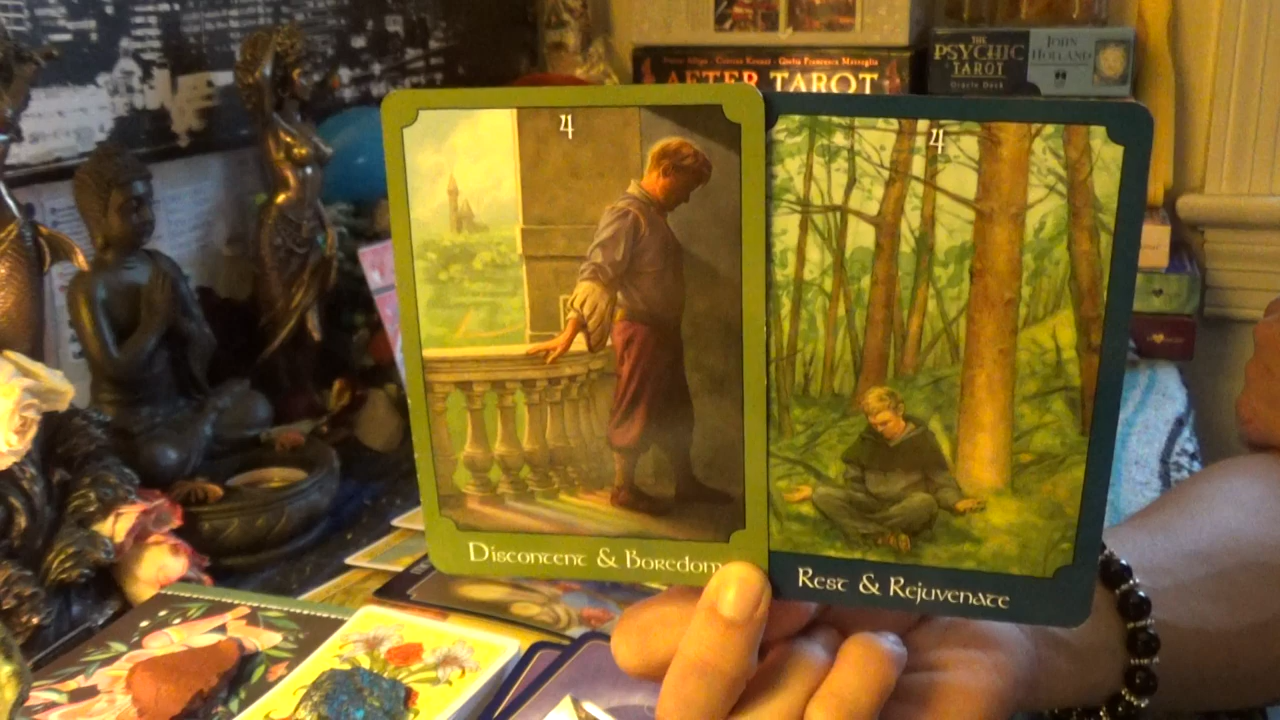 AFTER TAROT
THE
PSYCHIC
TAROT
Oracle Deck
JOHN
HOLLAND
4
Discontent & Boredom
4
Rest & Rejuvenate